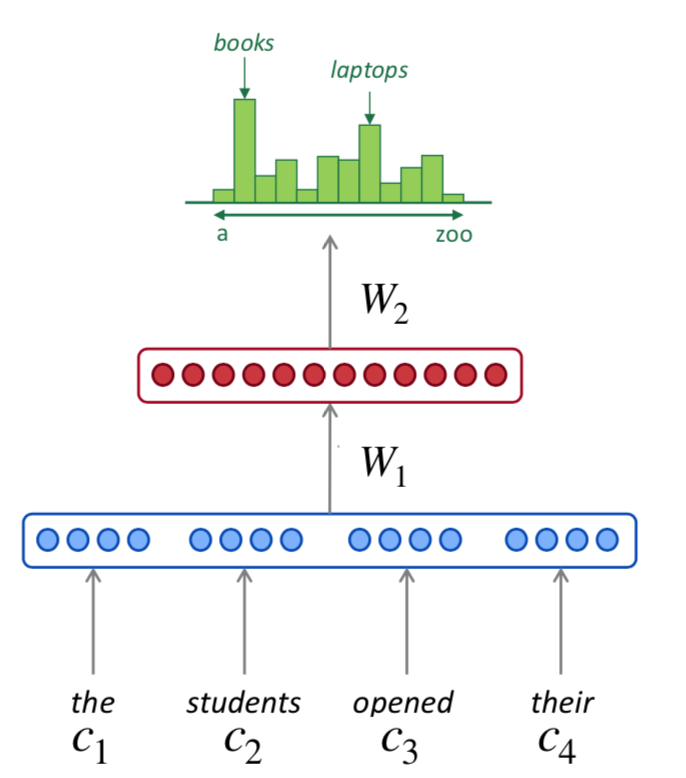 books
laptops
a zoo
W₂
W₁
the students opened their
c₁ c₂ c₃ c₄